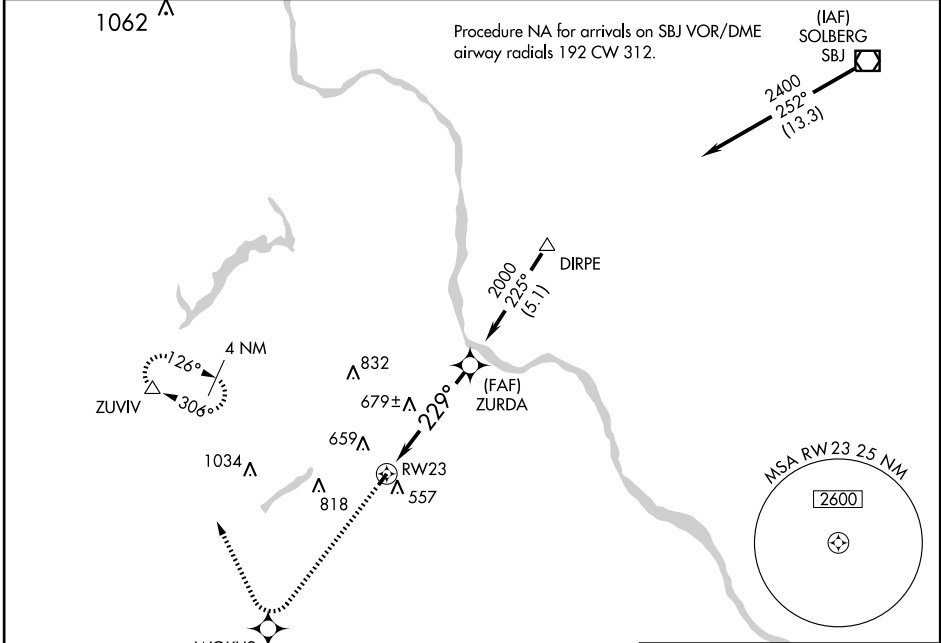 1062
Procedure NA for arrivals on SBJ VOR/DME
airway radials 192 CW 312.
(IAF)
SOLBERG
SBJ
2400
252°
(13.3)
DIRPE
2000
225°
(5.1)
4 NM
126°
306°
ZUVIV
832
679±
(FAF)
ZURDA
229°
659
1034
RW23
818
557
MSA RW 23 25 NM
2600